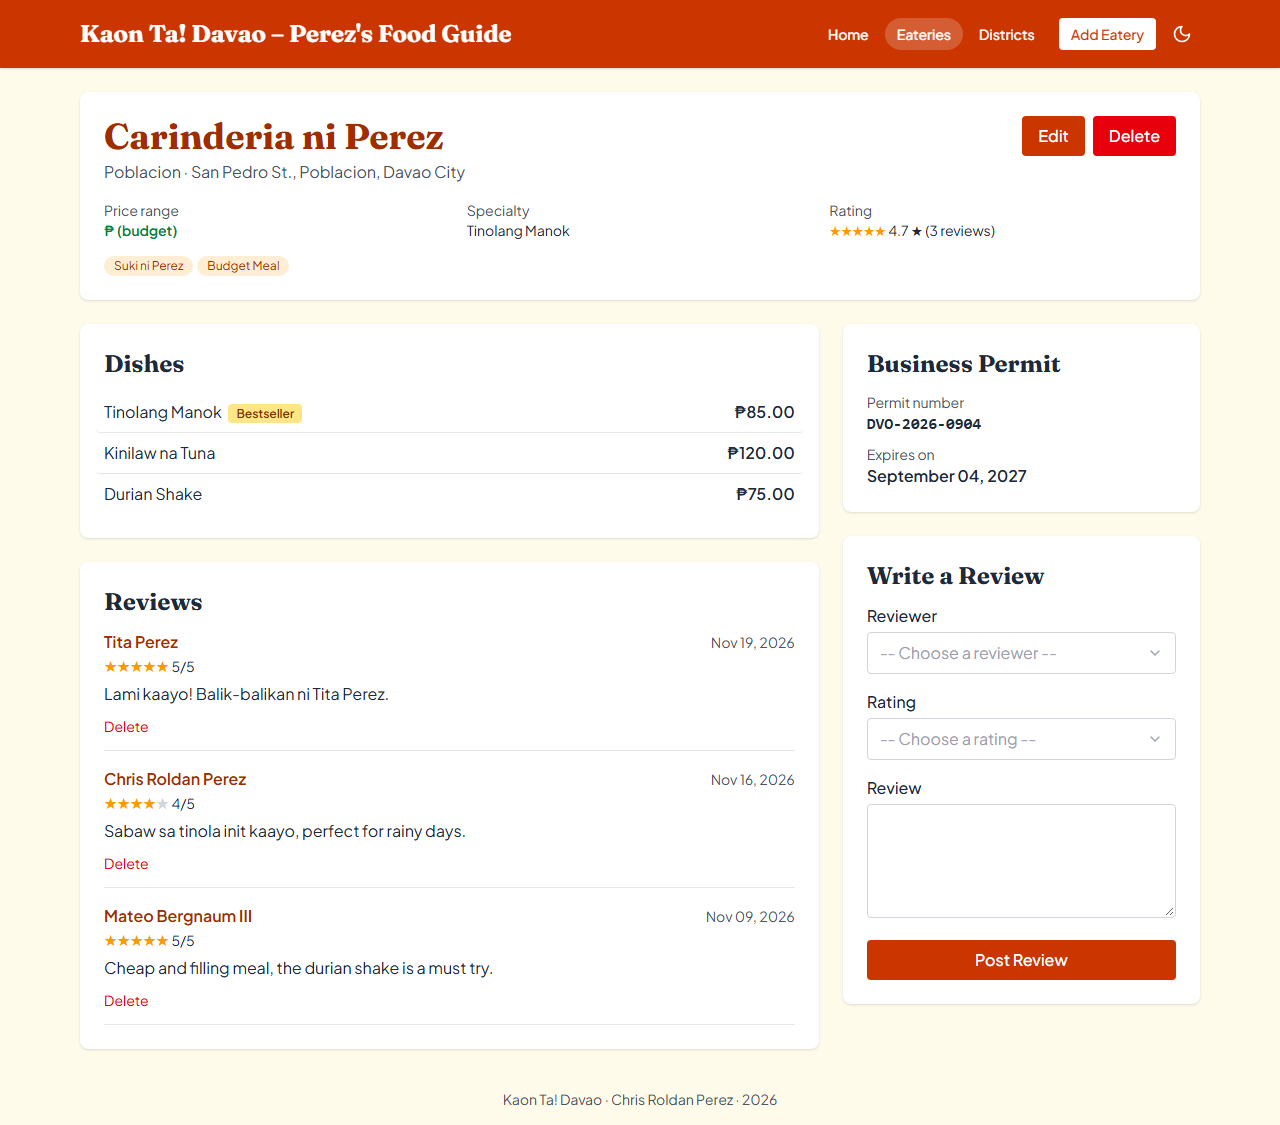 Kaon Ta! Davao – Perez's Food Guide
Home
Eateries
Districts
Add Eatery
Carinderia ni Perez
Edit
Delete
Poblacion · San Pedro St., Poblacion, Davao City
Price range
₱ (budget)
Specialty
Tinolang Manok
Rating
★★★★★ 4.7 ★ (3 reviews)
Suki ni Perez
Budget Meal
Dishes
Tinolang Manok Bestseller ₱85.00
Kinilaw na Tuna ₱120.00
Durian Shake ₱75.00
Reviews
Tita Perez Nov 19, 2026
★★★★★ 5/5
Lami kaayo! Balik-balikan ni Tita Perez.
Delete
Chris Roldan Perez Nov 16, 2026
★★★★★ 4/5
Sabaw sa tinola init kaayo, perfect for rainy days.
Delete
Mateo Bergnaum III Nov 09, 2026
★★★★★ 5/5
Cheap and filling meal, the durian shake is a must try.
Delete
Business Permit
Permit number
DVO-2026-0904
Expires on
September 04, 2027
Write a Review
Reviewer
-- Choose a reviewer --
Rating
-- Choose a rating --
Review
Post Review
Kaon Ta! Davao · Chris Roldan Perez · 2026